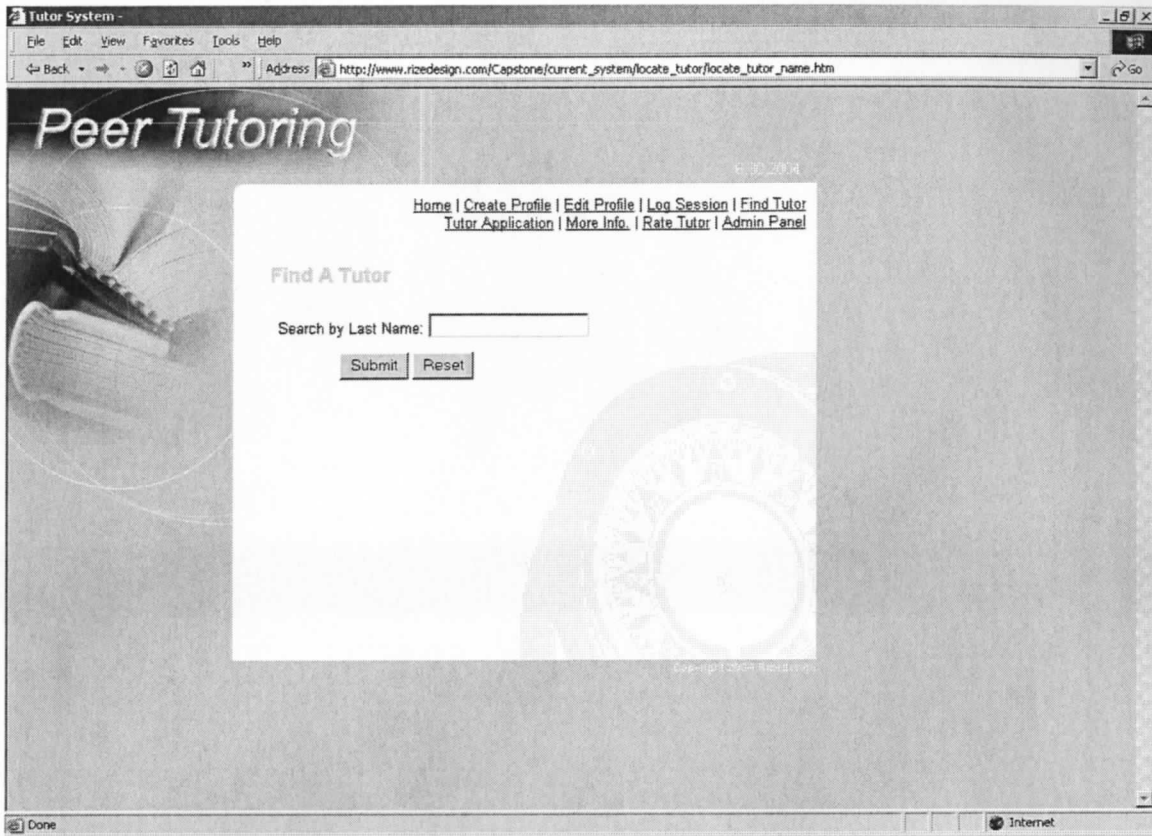 Tutor System -
File Edit View Favorites Tools Help
Back Address http://www.rizedesign.com/Capstone/current_system/locate_tutor/locate_tutor_name.htm Go
Peer Tutoring
Home | Create Profile | Edit Profile | Log Session | Find Tutor
Tutor Application | More Info. | Rate Tutor | Admin Panel
Find A Tutor
Search by Last Name:
Submit Reset
Copyright 2004
Done Internet